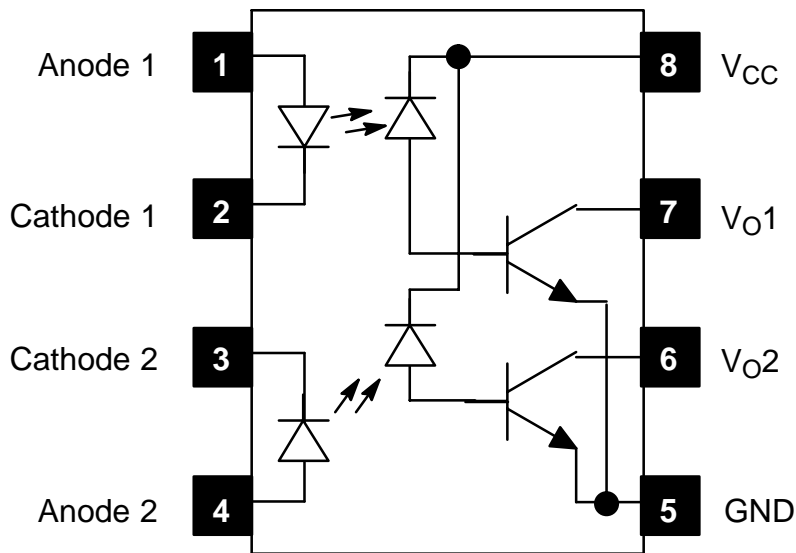 Anode 1 1 8 VCC
Cathode 1 2 7 VO1
Cathode 2 3 6 VO2
Anode 2 4 5 GND